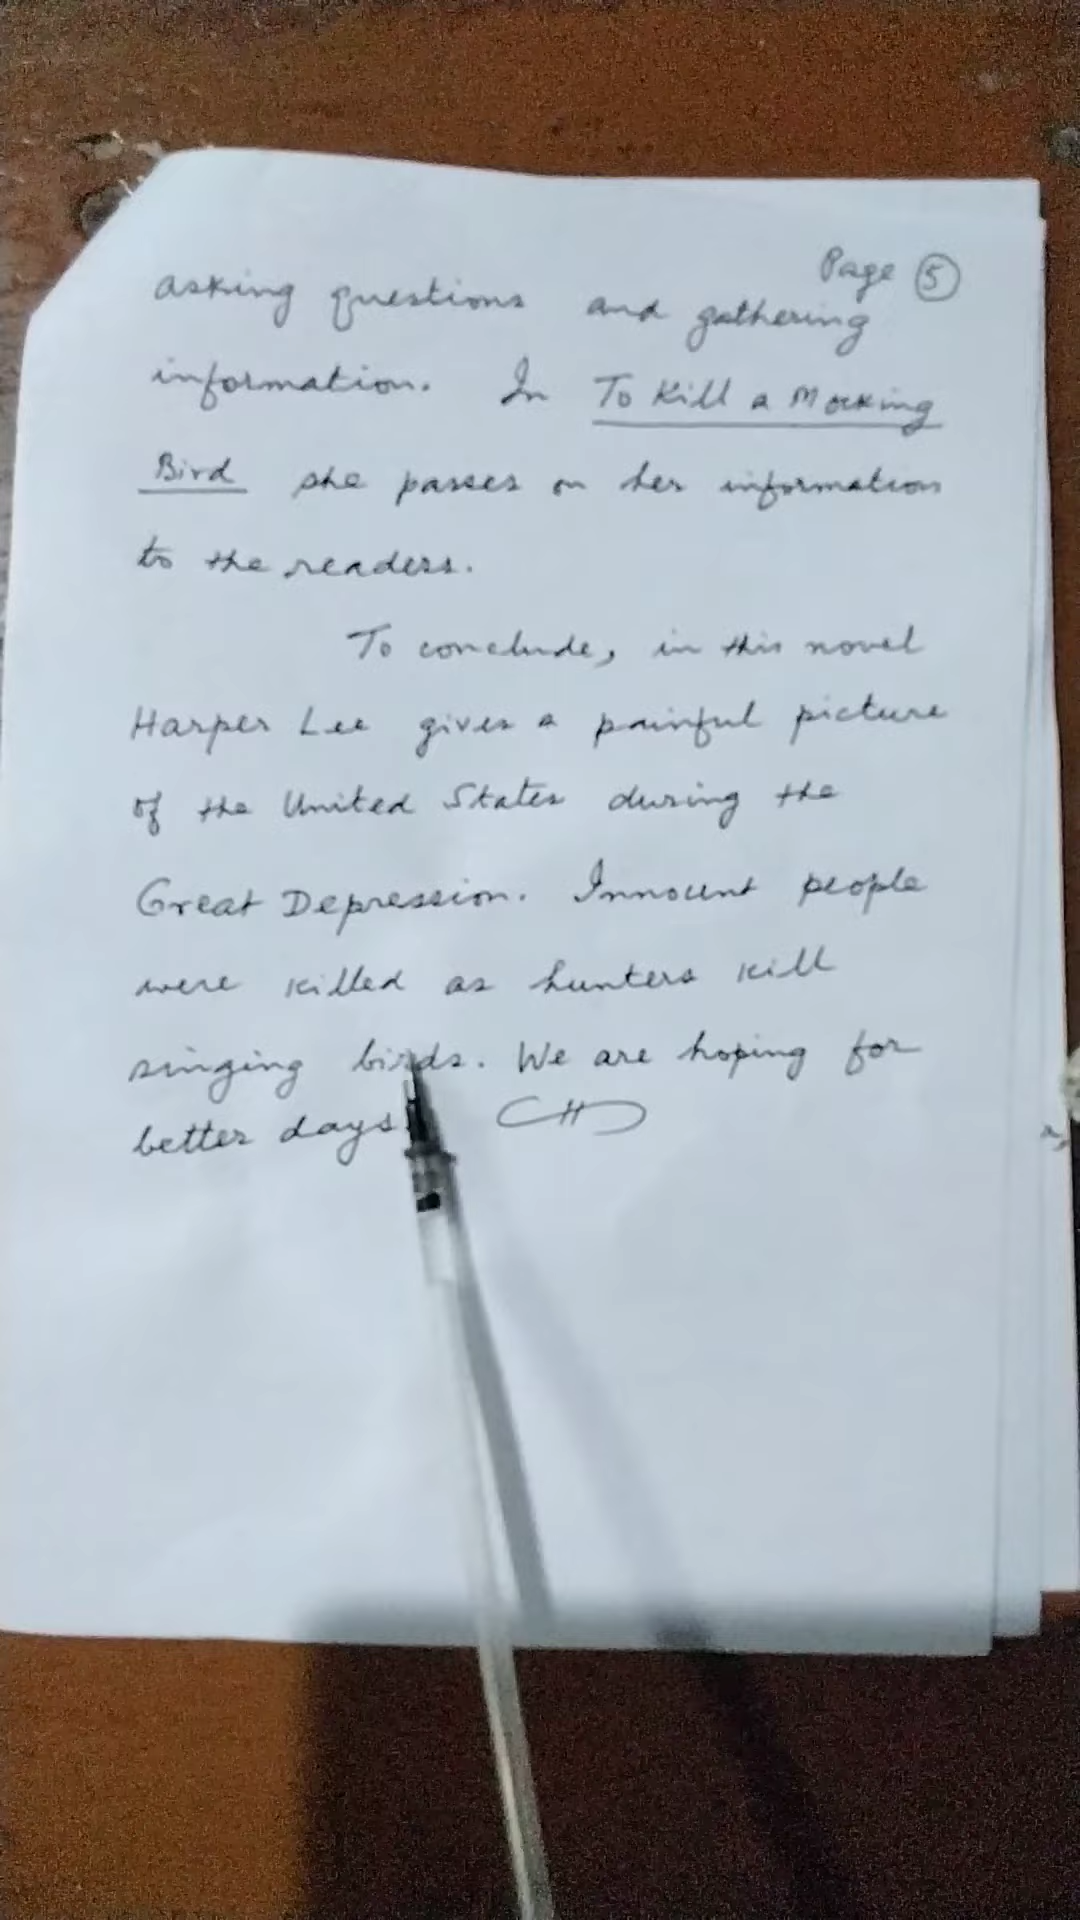 Page 5
asking questions and gathering
information. In To Kill a Mocking
Bird she passes on her information
to the readers.
To conclude, in this novel
Harper Lee gives a painful picture
of the United States during the
Great Depression. Innocent people
were killed as hunters kill
singing birds. We are hoping for
better days.